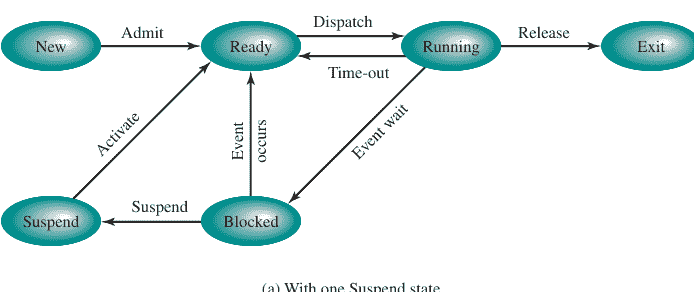 Dispatch
Admit
Release
New
Ready
Running
Exit
Time-out
Activate
Event
occurs
Event wait
Suspend
Suspend
Blocked
(a) With one Suspend state